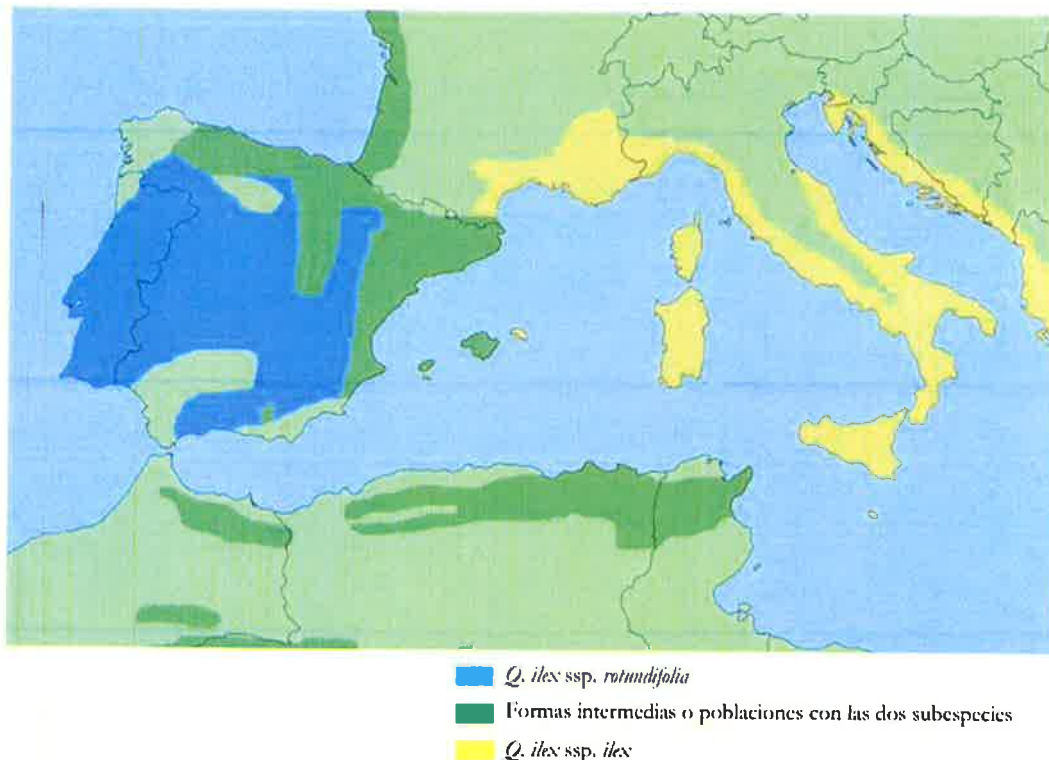 Q. ilex ssp. rotundifolia
Formas intermedias o poblaciones con las dos subespecies
Q. ilex ssp. ilex